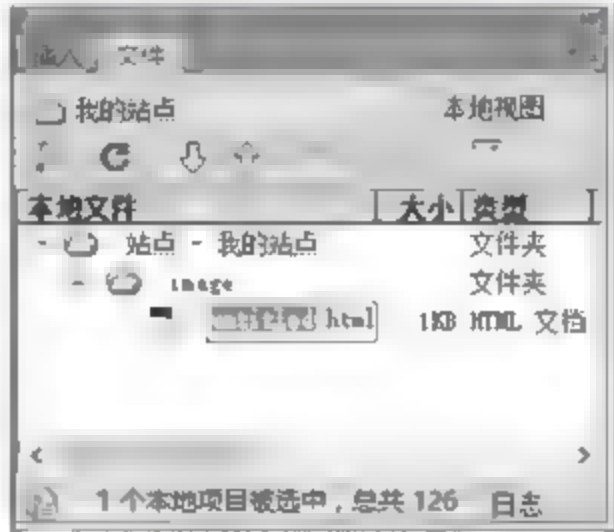 插入 文件
我的站点 本地视图
本地文件 大小 类型
站点 - 我的站点 文件夹
image 文件夹
untitled html 1KB HTML 文档
1 个本地项目被选中，总共 126 日志